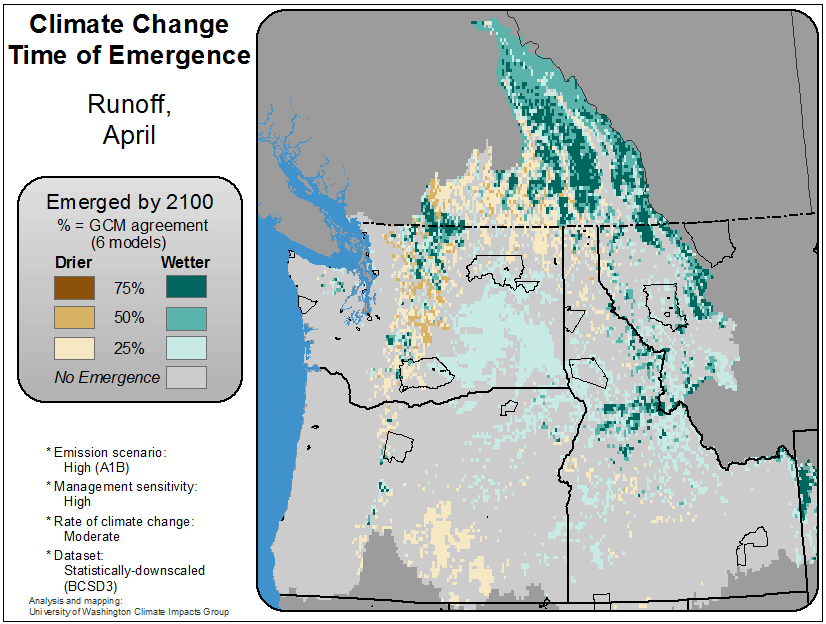 Climate Change
Time of Emergence
Runoff,
April
Emerged by 2100
% = GCM agreement
(6 models)
Drier Wetter
75%
50%
25%
No Emergence
* Emission scenario:
High (A1B)
* Management sensitivity:
High
* Rate of climate change:
Moderate
* Dataset:
Statistically-downscaled
(BCSD3)
Analysis and mapping:
University of Washington Climate Impacts Group